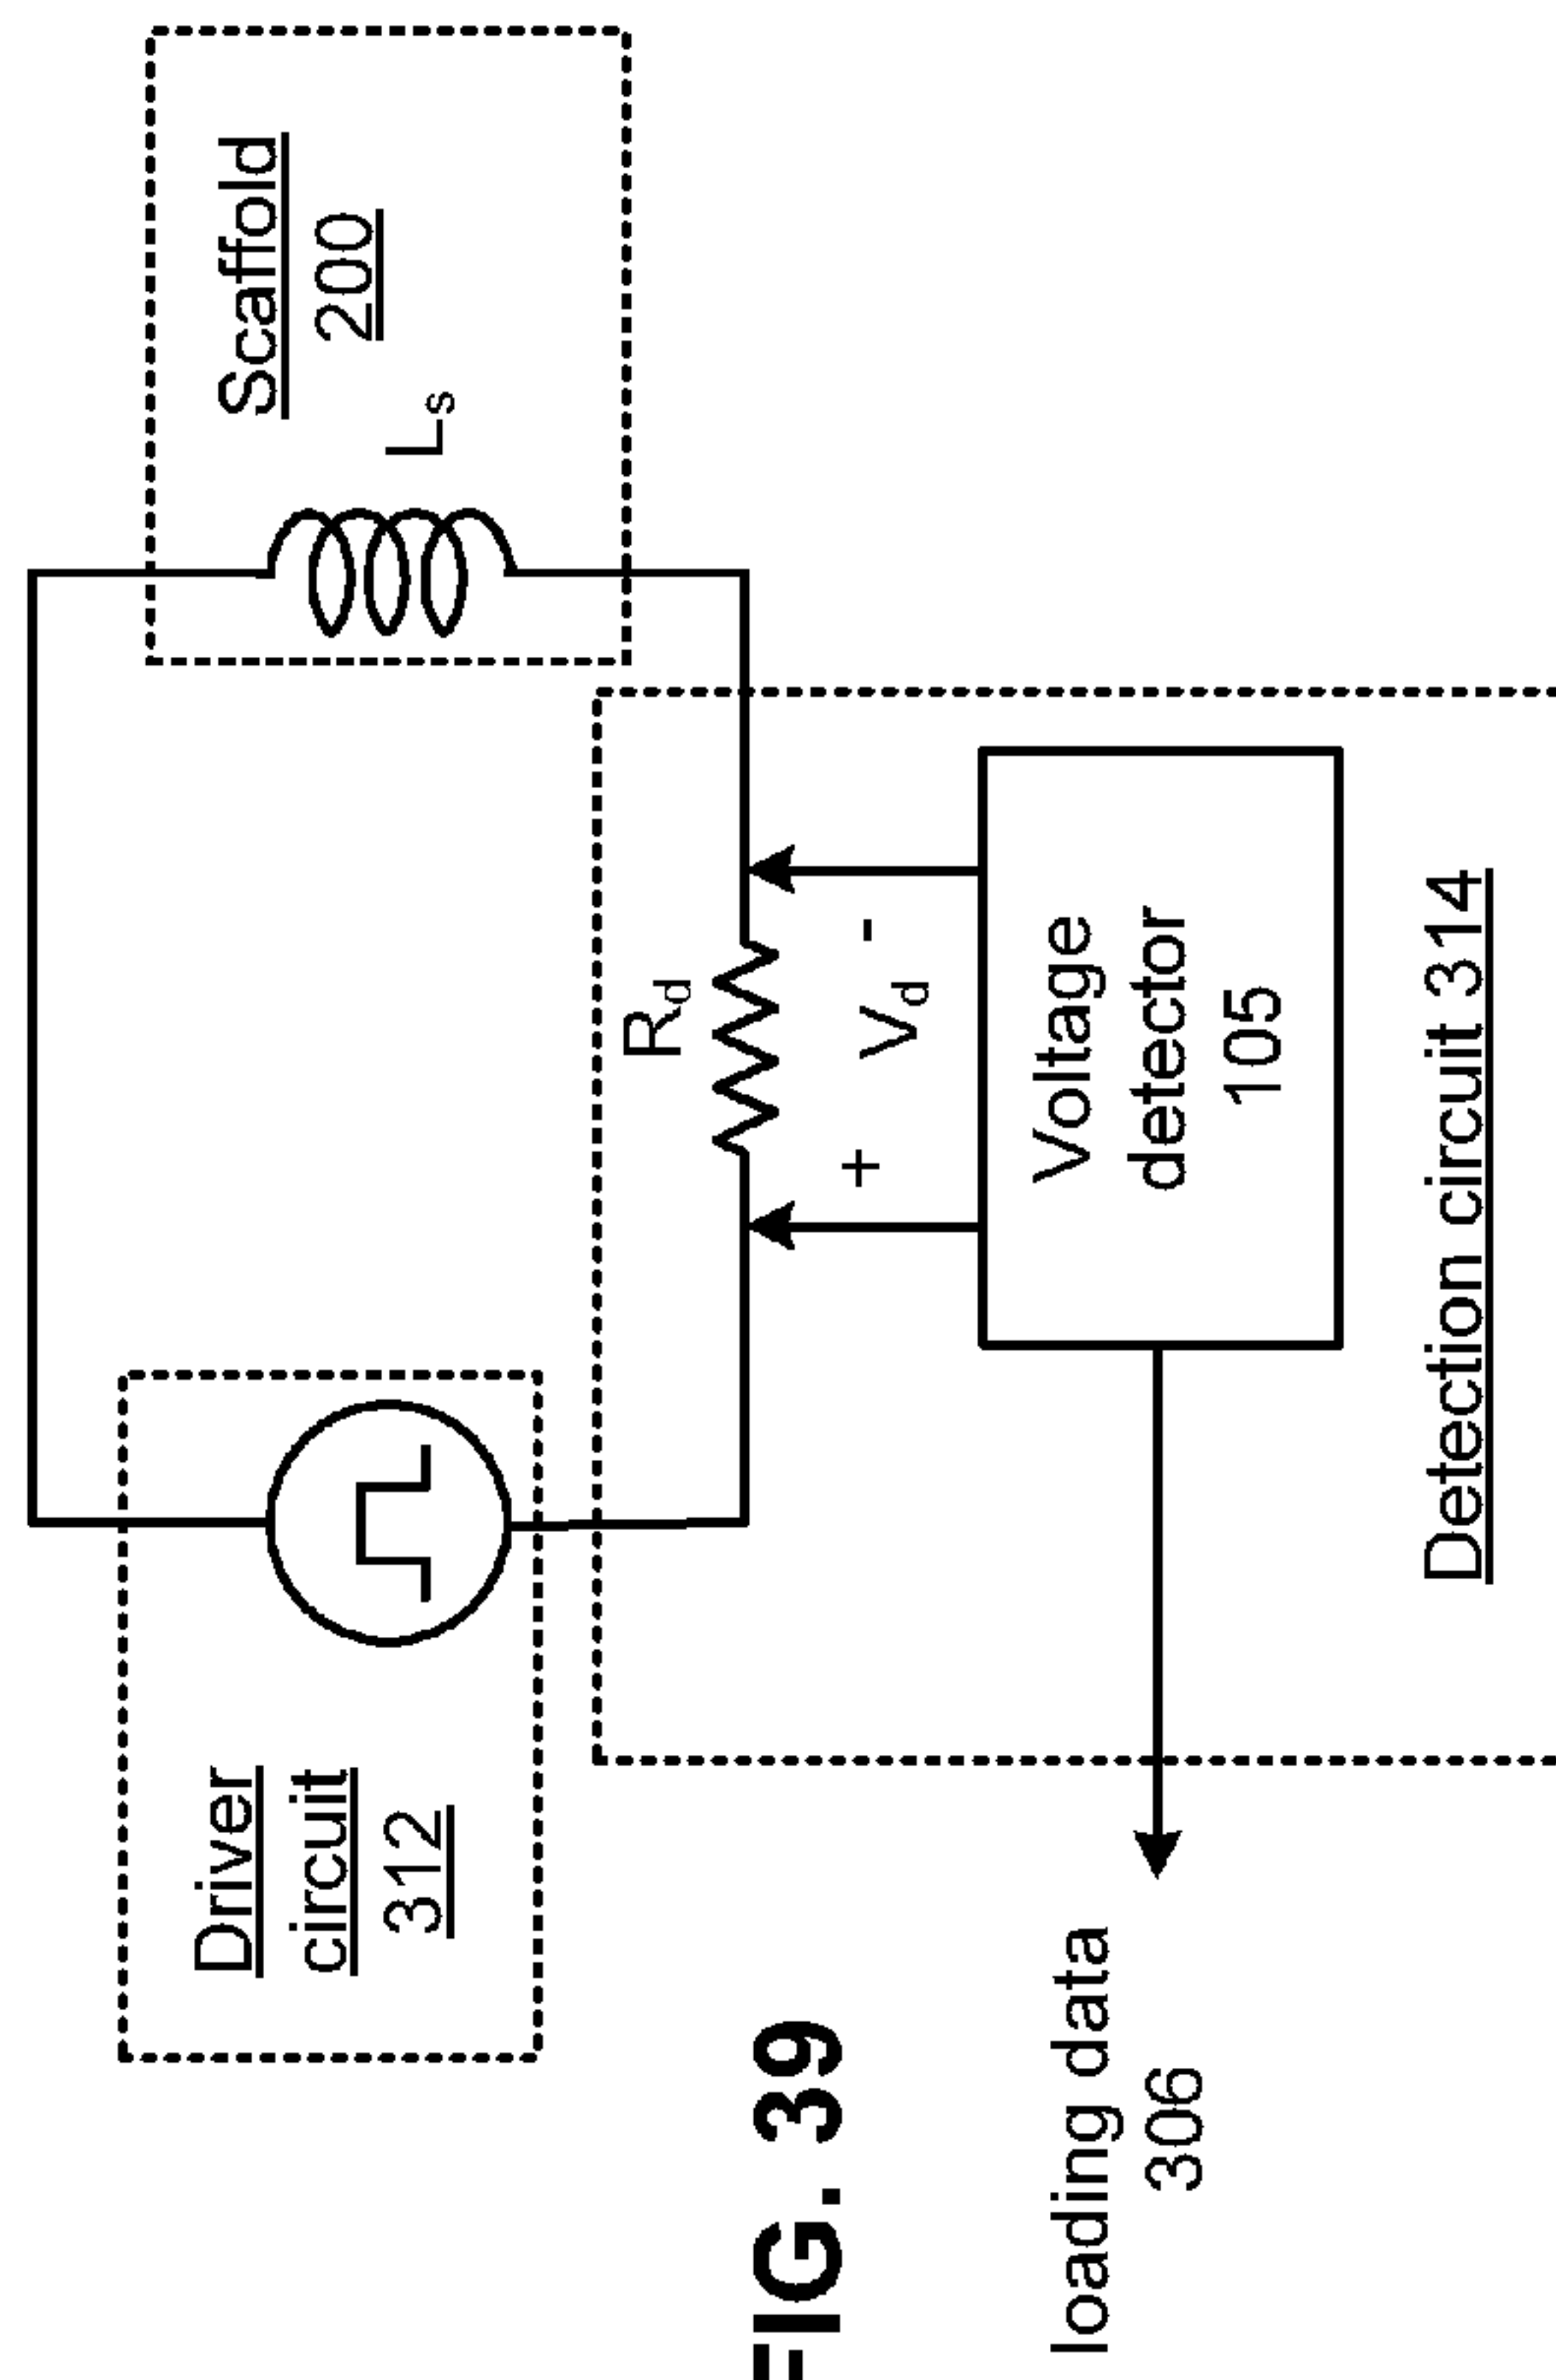 Driver
circuit
312
Scaffold
200
Ls
Rd
+ Vd -
Voltage
detector
105
Detection circuit 314
loading data
306
FIG. 39